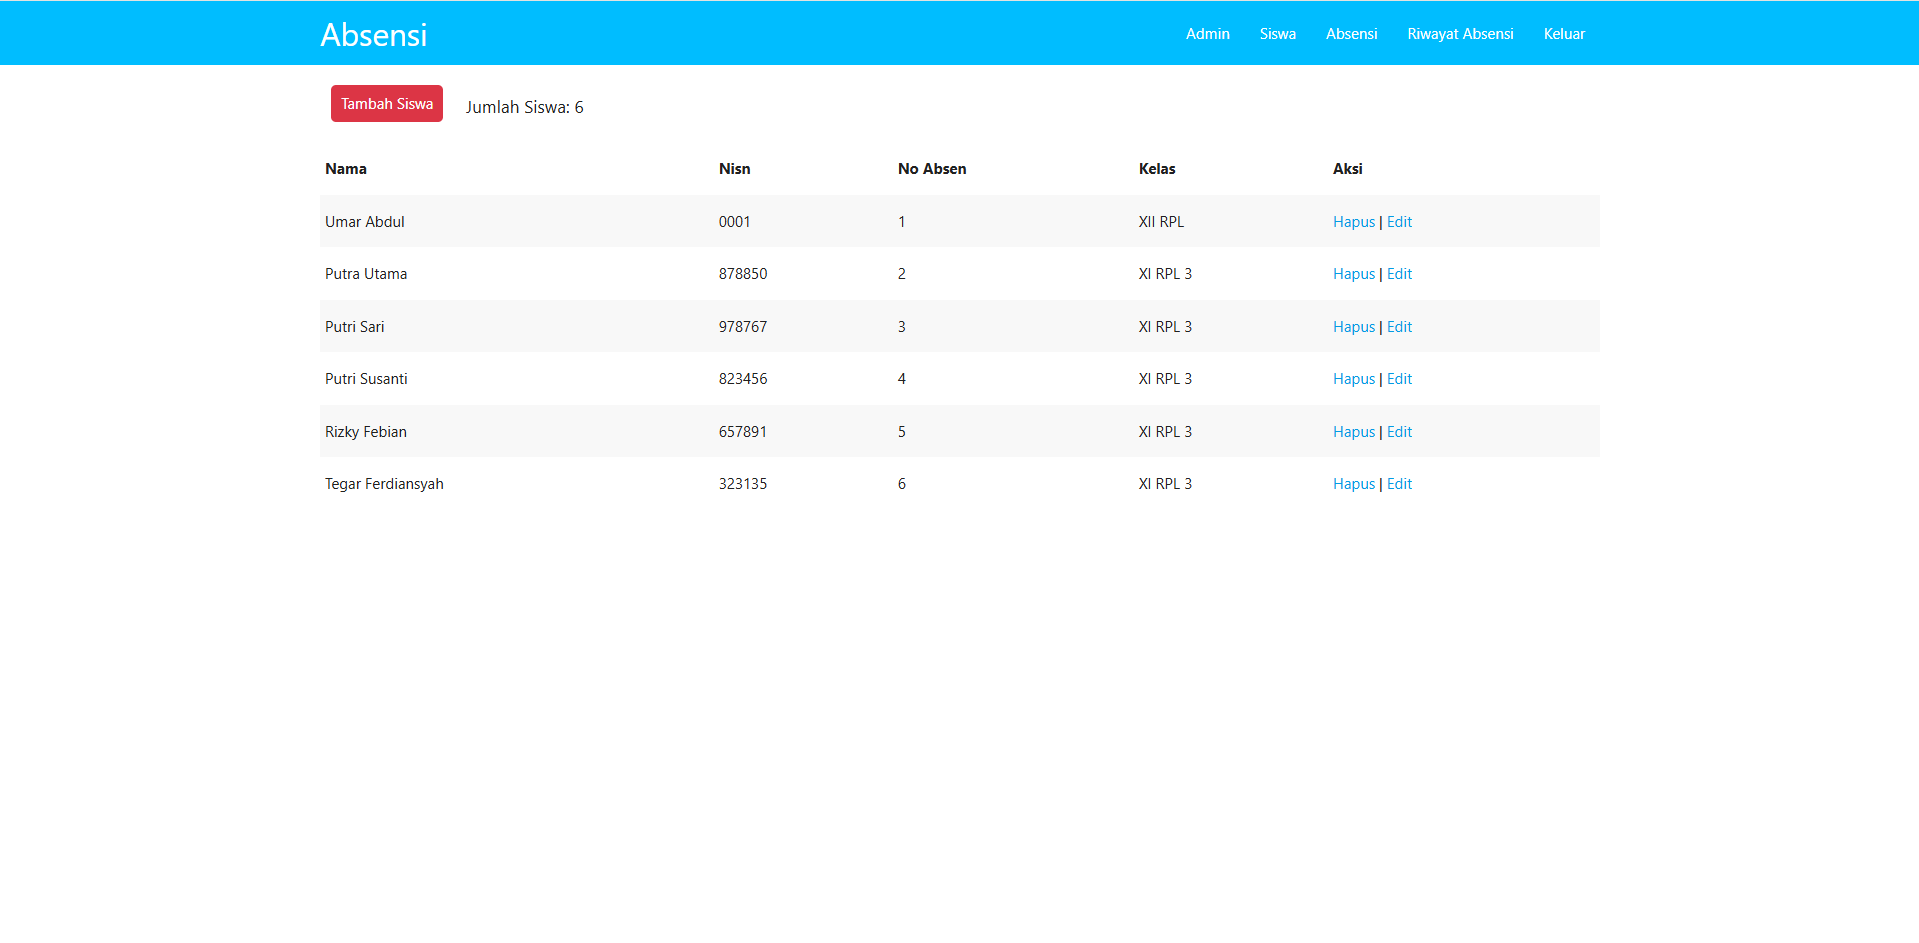 Absensi Admin Siswa Absensi Riwayat Absensi Keluar
Tambah Siswa Jumlah Siswa: 6
Nama Nisn No Absen Kelas Aksi
Umar Abdul 0001 1 XII RPL Hapus | Edit
Putra Utama 878850 2 XI RPL 3 Hapus | Edit
Putri Sari 978767 3 XI RPL 3 Hapus | Edit
Putri Susanti 823456 4 XI RPL 3 Hapus | Edit
Rizky Febian 657891 5 XI RPL 3 Hapus | Edit
Tegar Ferdiansyah 323135 6 XI RPL 3 Hapus | Edit